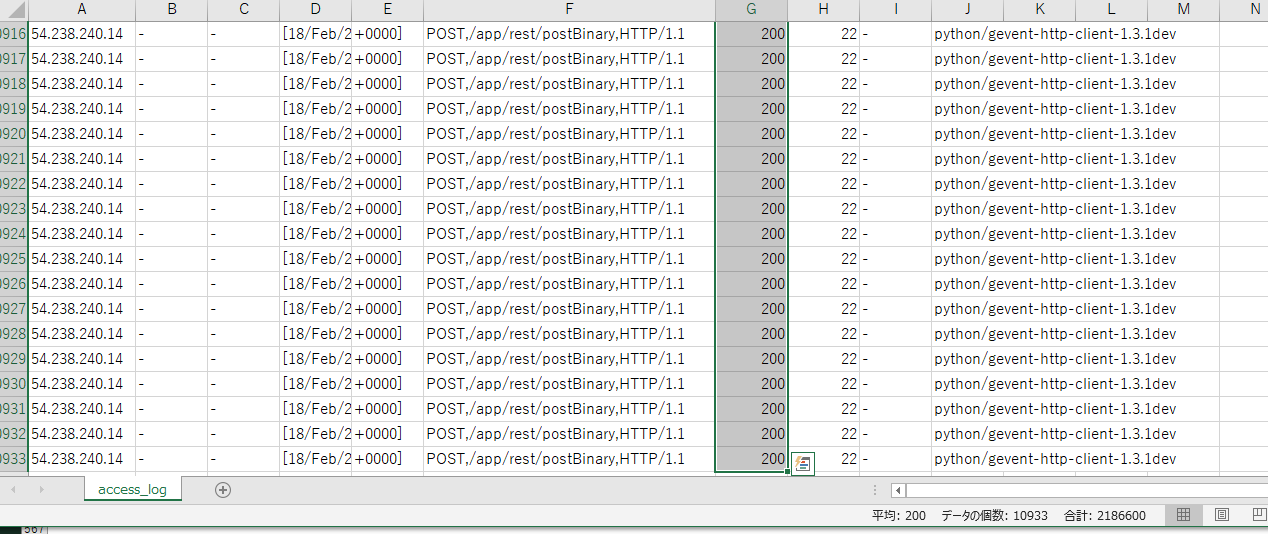 A B C D E F G H I J K L M N
0916 54.238.240.14 - - [18/Feb/2 +0000] POST,/app/rest/postBinary,HTTP/1.1 200 22 - python/gevent-http-client-1.3.1dev
0917 54.238.240.14 - - [18/Feb/2 +0000] POST,/app/rest/postBinary,HTTP/1.1 200 22 - python/gevent-http-client-1.3.1dev
0918 54.238.240.14 - - [18/Feb/2 +0000] POST,/app/rest/postBinary,HTTP/1.1 200 22 - python/gevent-http-client-1.3.1dev
0919 54.238.240.14 - - [18/Feb/2 +0000] POST,/app/rest/postBinary,HTTP/1.1 200 22 - python/gevent-http-client-1.3.1dev
0920 54.238.240.14 - - [18/Feb/2 +0000] POST,/app/rest/postBinary,HTTP/1.1 200 22 - python/gevent-http-client-1.3.1dev
0921 54.238.240.14 - - [18/Feb/2 +0000] POST,/app/rest/postBinary,HTTP/1.1 200 22 - python/gevent-http-client-1.3.1dev
0922 54.238.240.14 - - [18/Feb/2 +0000] POST,/app/rest/postBinary,HTTP/1.1 200 22 - python/gevent-http-client-1.3.1dev
0923 54.238.240.14 - - [18/Feb/2 +0000] POST,/app/rest/postBinary,HTTP/1.1 200 22 - python/gevent-http-client-1.3.1dev
0924 54.238.240.14 - - [18/Feb/2 +0000] POST,/app/rest/postBinary,HTTP/1.1 200 22 - python/gevent-http-client-1.3.1dev
0925 54.238.240.14 - - [18/Feb/2 +0000] POST,/app/rest/postBinary,HTTP/1.1 200 22 - python/gevent-http-client-1.3.1dev
0926 54.238.240.14 - - [18/Feb/2 +0000] POST,/app/rest/postBinary,HTTP/1.1 200 22 - python/gevent-http-client-1.3.1dev
0927 54.238.240.14 - - [18/Feb/2 +0000] POST,/app/rest/postBinary,HTTP/1.1 200 22 - python/gevent-http-client-1.3.1dev
0928 54.238.240.14 - - [18/Feb/2 +0000] POST,/app/rest/postBinary,HTTP/1.1 200 22 - python/gevent-http-client-1.3.1dev
0929 54.238.240.14 - - [18/Feb/2 +0000] POST,/app/rest/postBinary,HTTP/1.1 200 22 - python/gevent-http-client-1.3.1dev
0930 54.238.240.14 - - [18/Feb/2 +0000] POST,/app/rest/postBinary,HTTP/1.1 200 22 - python/gevent-http-client-1.3.1dev
0931 54.238.240.14 - - [18/Feb/2 +0000] POST,/app/rest/postBinary,HTTP/1.1 200 22 - python/gevent-http-client-1.3.1dev
0932 54.238.240.14 - - [18/Feb/2 +0000] POST,/app/rest/postBinary,HTTP/1.1 200 22 - python/gevent-http-client-1.3.1dev
0933 54.238.240.14 - - [18/Feb/2 +0000] POST,/app/rest/postBinary,HTTP/1.1 200 22 - python/gevent-http-client-1.3.1dev
access_log
平均: 200 データの個数: 10933 合計: 2186600